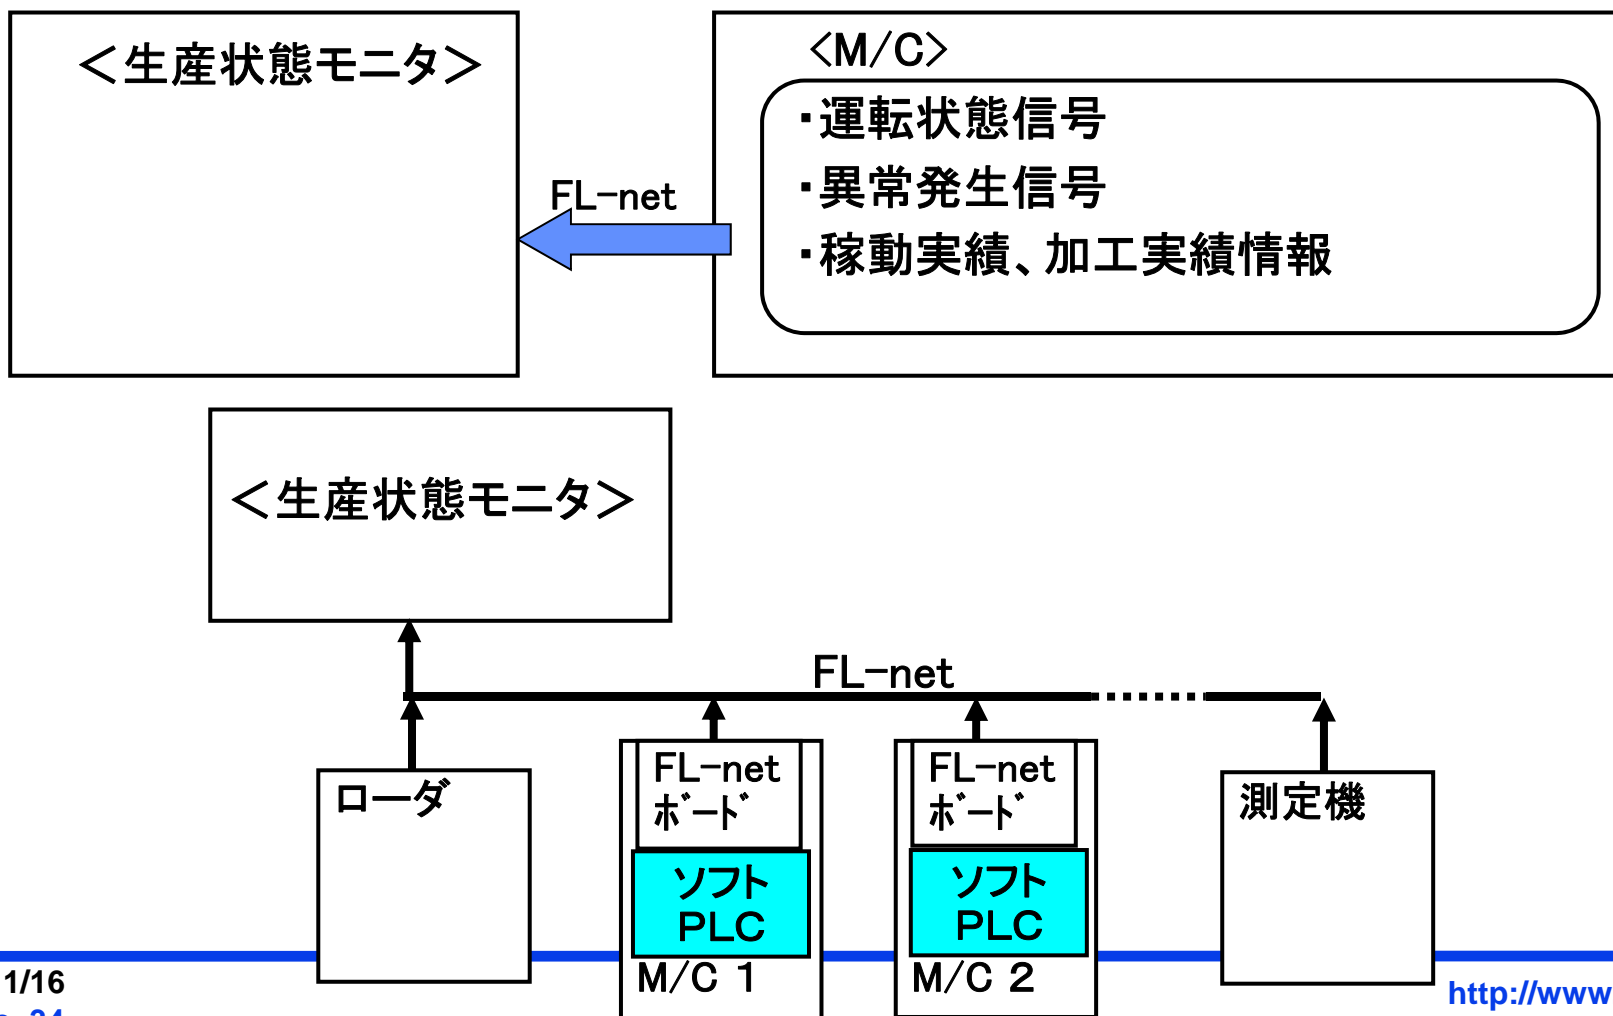 ＜生産状態モニタ＞
<M/C>
・運転状態信号
・異常発生信号
・稼動実績、加工実績情報
FL-net
＜生産状態モニタ＞
FL-net
ローダ
FL-net
ﾎﾞｰﾄﾞ
ソフト
PLC
M/C 1
FL-net
ﾎﾞｰﾄﾞ
ソフト
PLC
M/C 2
測定機
1/16
http://www